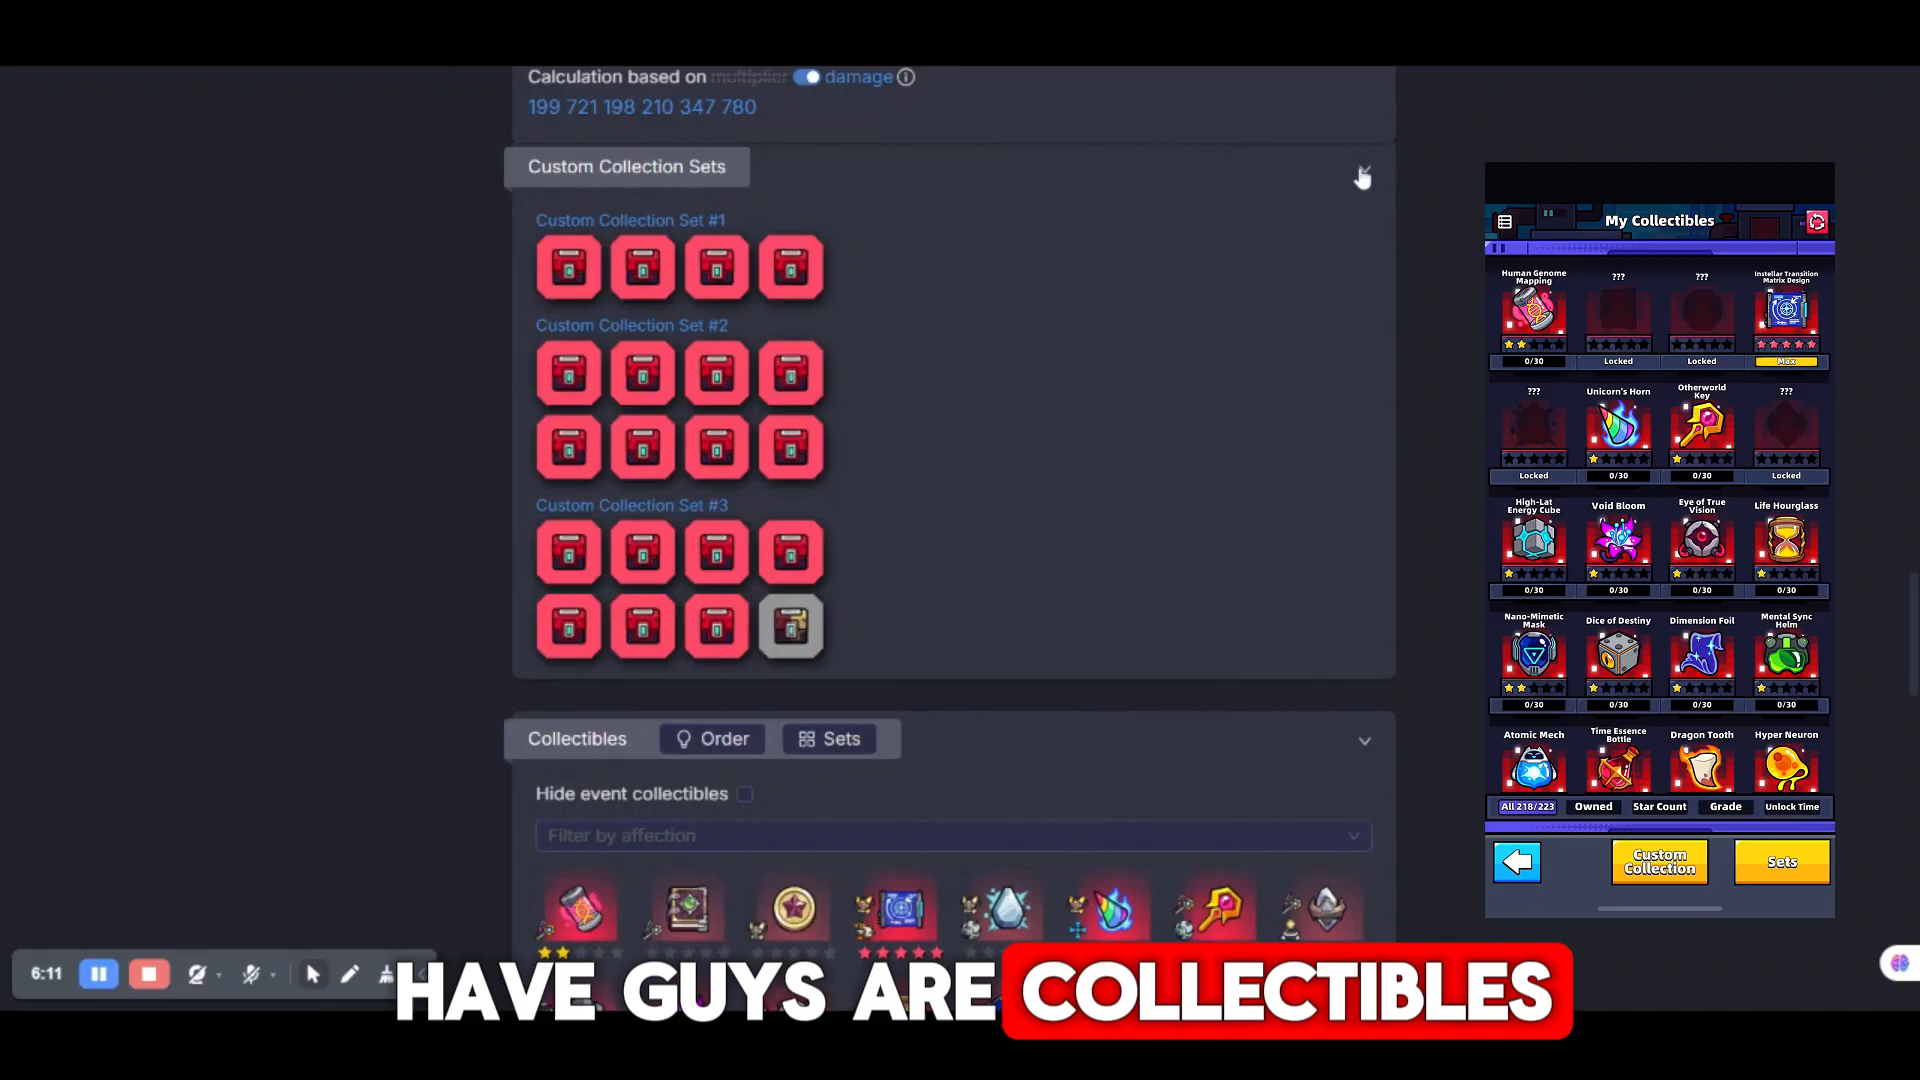 Calculation based on multiplier damage
199 721 198 210 347 780
Custom Collection Sets
Custom Collection Set #1
Custom Collection Set #2
Custom Collection Set #3
Collectibles
Order
Sets
Hide event collectibles
Filter by affection
My Collectibles
Human Genome Mapping
???
???
Instellar Transition Matrix Design
0/30
Locked
Locked
Max
???
Unicorn's Horn
Otherworld Key
???
Locked
0/30
0/30
Locked
High-Lat Energy Cube
Void Bloom
Eye of True Vision
Life Hourglass
0/30
0/30
0/30
0/30
Nano-Mimetic Mask
Dice of Destiny
Dimension Foil
Mental Sync Helm
0/30
0/30
0/30
0/30
Atomic Mech
Time Essence Bottle
Dragon Tooth
Hyper Neuron
All 218/223
Owned
Star Count
Grade
Unlock Time
Custom Collection
Sets
6:11
HAVE GUYS ARE COLLECTIBLES